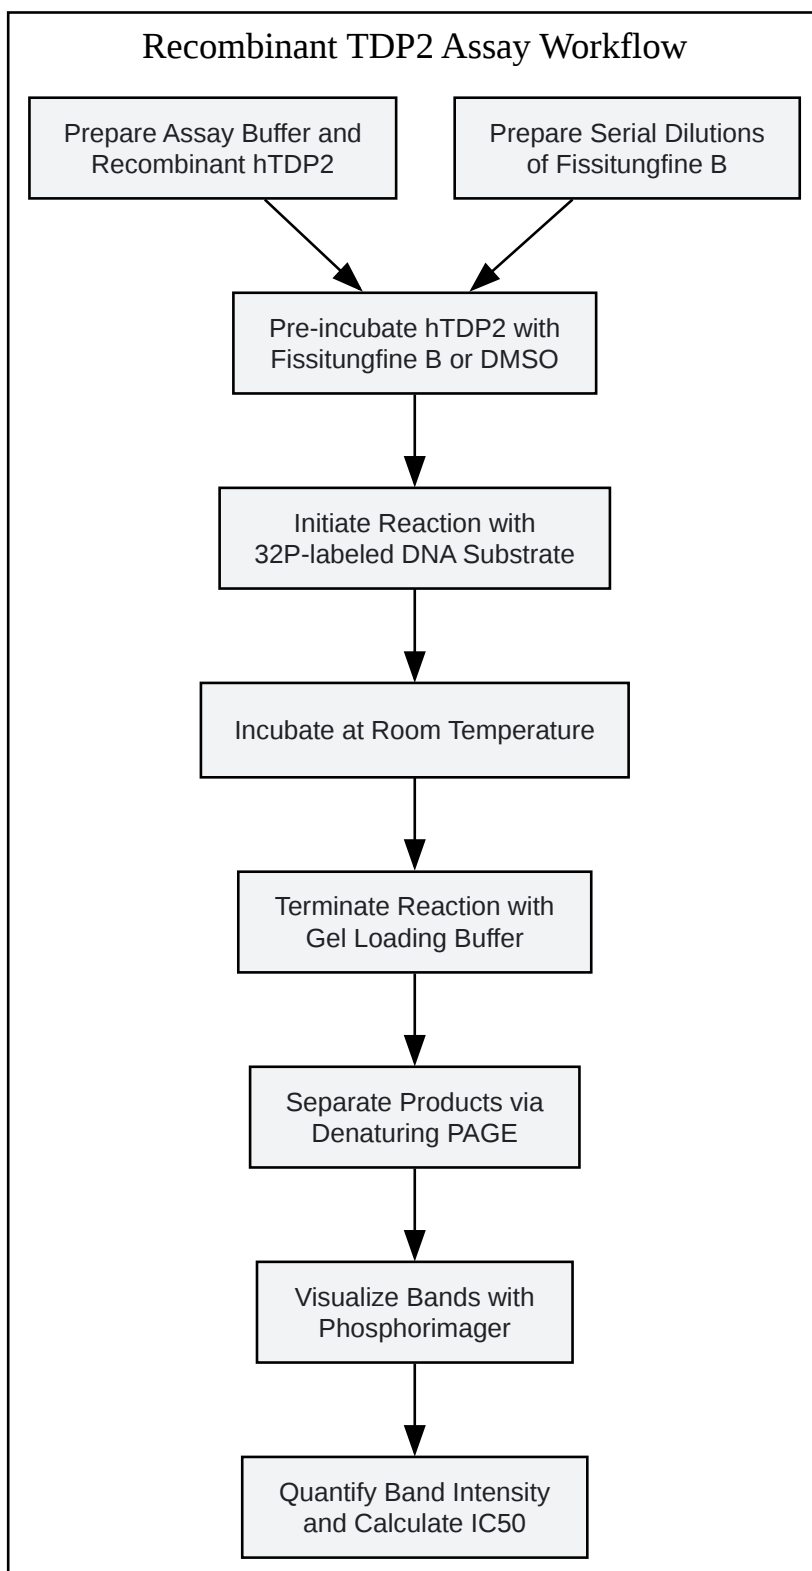 Recombinant TDP2 Assay Workflow
Prepare Assay Buffer and
Recombinant hTDP2
Prepare Serial Dilutions
of Fissitungfine B
Pre-incubate hTDP2 with
Fissitungfine B or DMSO
Initiate Reaction with
32P-labeled DNA Substrate
Incubate at Room Temperature
Terminate Reaction with
Gel Loading Buffer
Separate Products via
Denaturing PAGE
Visualize Bands with
Phosphorimager
Quantify Band Intensity
and Calculate IC50